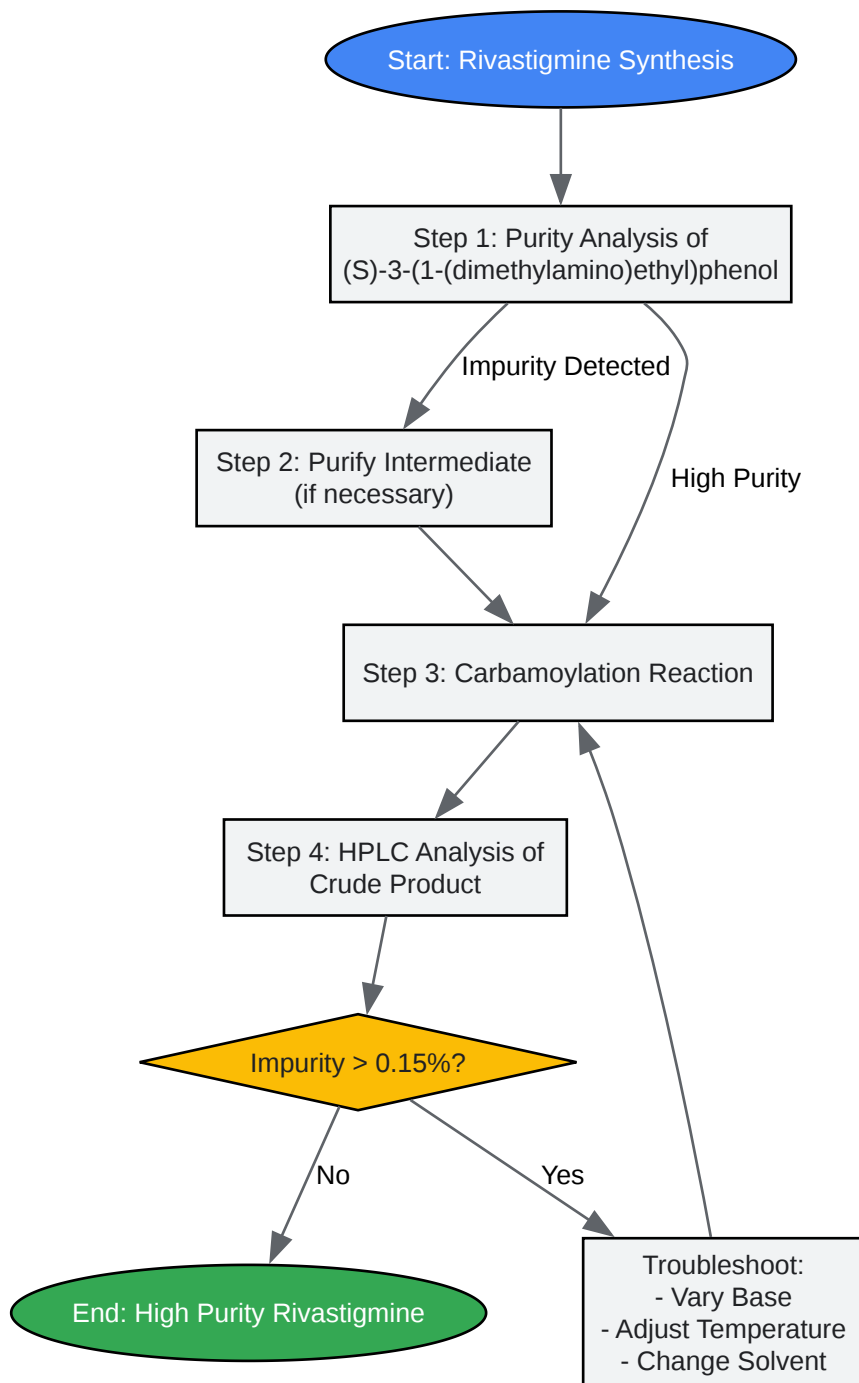 Start: Rivastigmine Synthesis
Step 1: Purity Analysis of
(S)-3-(1-(dimethylamino)ethyl)phenol
Impurity Detected
High Purity
Step 2: Purify Intermediate
(if necessary)
Step 3: Carbamoylation Reaction
Step 4: HPLC Analysis of
Crude Product
Impurity > 0.15%?
No
Yes
End: High Purity Rivastigmine
Troubleshoot:
- Vary Base
- Adjust Temperature
- Change Solvent